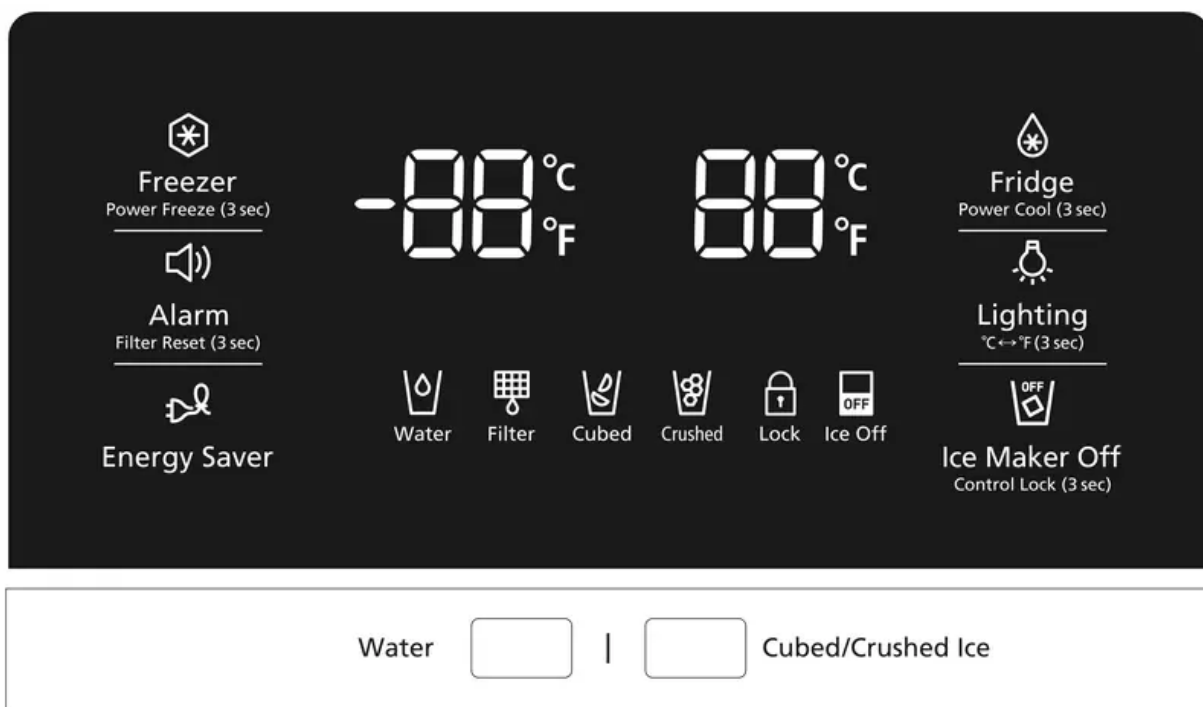 Freezer
Power Freeze (3 sec)
Alarm
Filter Reset (3 sec)
Energy Saver
-88 °C
°F
88 °C
°F
Water
Filter
Cubed
Crushed
Lock
OFF
Ice Off
Fridge
Power Cool (3 sec)
Lighting
°C↔°F (3 sec)
OFF
Ice Maker Off
Control Lock (3 sec)
Water | Cubed/Crushed Ice